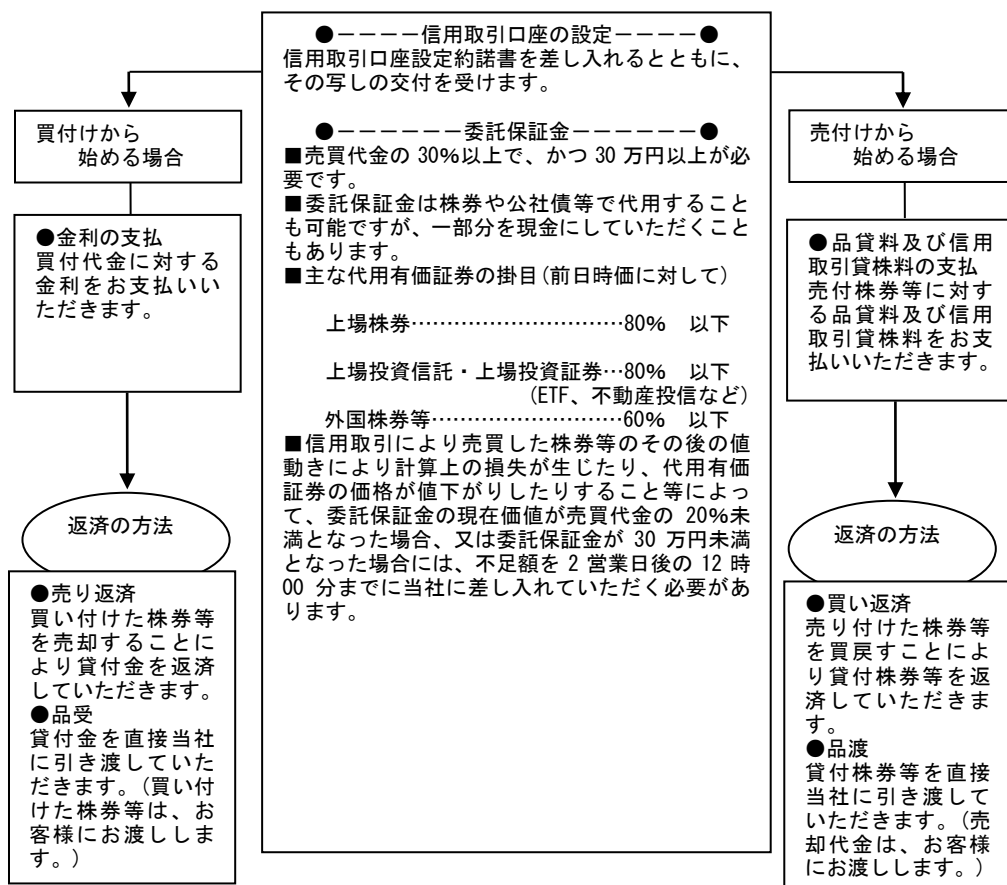 ●－－－－信用取引口座の設定－－－－●
信用取引口座設定約諾書を差し入れるとともに、
その写しの交付を受けます。
●－－－－－－委託保証金－－－－－－●
■売買代金の 30%以上で、かつ 30 万円以上が必
要です。
■委託保証金は株券や公社債等で代用すること
も可能ですが、一部分を現金にしていただくこと
もあります。
■主な代用有価証券の掛目(前日時価に対して)
上場株券…………………………80%　以下
上場投資信託・上場投資証券…80%　以下
(ETF、不動産投信など)
外国株券等………………………60%　以下
■信用取引により売買した株券等のその後の値
動きにより計算上の損失が生じたり、代用有価
証券の価格が値下がりしたりすること等によっ
て、委託保証金の現在価値が売買代金の 20%未
満となった場合、又は委託保証金が 30 万円未満
となった場合には、不足額を 2 営業日後の 12 時
00 分までに当社に差し入れていただく必要があ
ります。
買付けから
始める場合
●金利の支払
買付代金に対する
金利をお支払いい
ただきます。
返済の方法
●売り返済
買い付けた株券等
を売却することに
より貸付金を返済
していただきます。
●品受
貸付金を直接当社
に引き渡していた
だきます。(買い付
けた株券等は、お
客様にお渡ししま
す。)
売付けから
始める場合
●品貸料及び信用
取引貸株料の支払
売付株券等に対す
る品貸料及び信用
取引貸株料をお支
払いいただきます。
返済の方法
●買い返済
売り付けた株券等
を買戻すことによ
り貸付株券等を返
済していただきま
す。
●品渡
貸付株券等を直接
当社に引き渡して
いただきます。(売
却代金は、お客様
にお渡しします。)